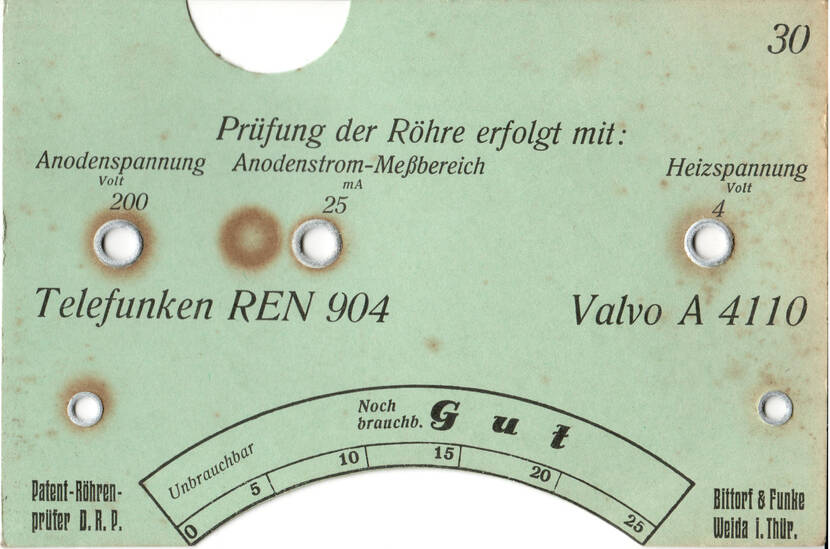 30
Prüfung der Röhre erfolgt mit:
Anodenspannung Anodenstrom-Meßbereich Heizspannung
Volt mA Volt
200 25 4
Telefunken REN 904 Valvo A 4110
Noch
brauchb. Gut
Unbrauchbar
0 5 10 15 20 25
Patent-Röhren-
prüfer D. R. P.
Bittorf & Funke
Weida i. Thür.